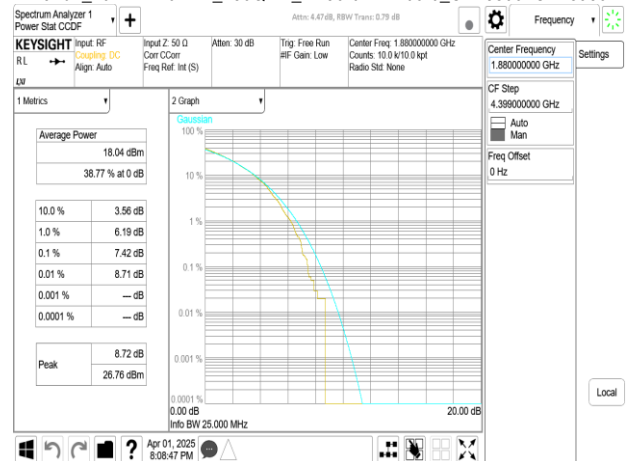 Spectrum Analyzer 1
Power Stat CCDF
Attn: 4.47dB, RBW Trans: 0.79 dB
Frequency
KEYSIGHT
RL
LXI
Input: RF
Coupling: DC
Align: Auto
Input Z: 50 Ω
Corr CCorr
Freq Ref: Int (S)
Atten: 30 dB
Trig: Free Run
#IF Gain: Low
Center Freq: 1.880000000 GHz
Counts: 10.0 k/10.0 kpt
Radio Std: None
Center Frequency
1.880000000 GHz
Settings
CF Step
4.399000000 GHz
Auto
Man
Freq Offset
0 Hz
Local
1 Metrics
Average Power
18.04 dBm
38.77 % at 0 dB
10.0 % 3.56 dB
1.0 % 6.19 dB
0.1 % 7.42 dB
0.01 % 8.71 dB
0.001 % --- dB
0.0001 % --- dB
Peak
8.72 dB
26.76 dBm
2 Graph
Gaussian
100 %
10 %
1 %
0.1 %
0.01 %
0.001 %
0.0001 %
0.00 dB
20.00 dB
Info BW 25.000 MHz
?
Apr 01, 2025
8:08:47 PM